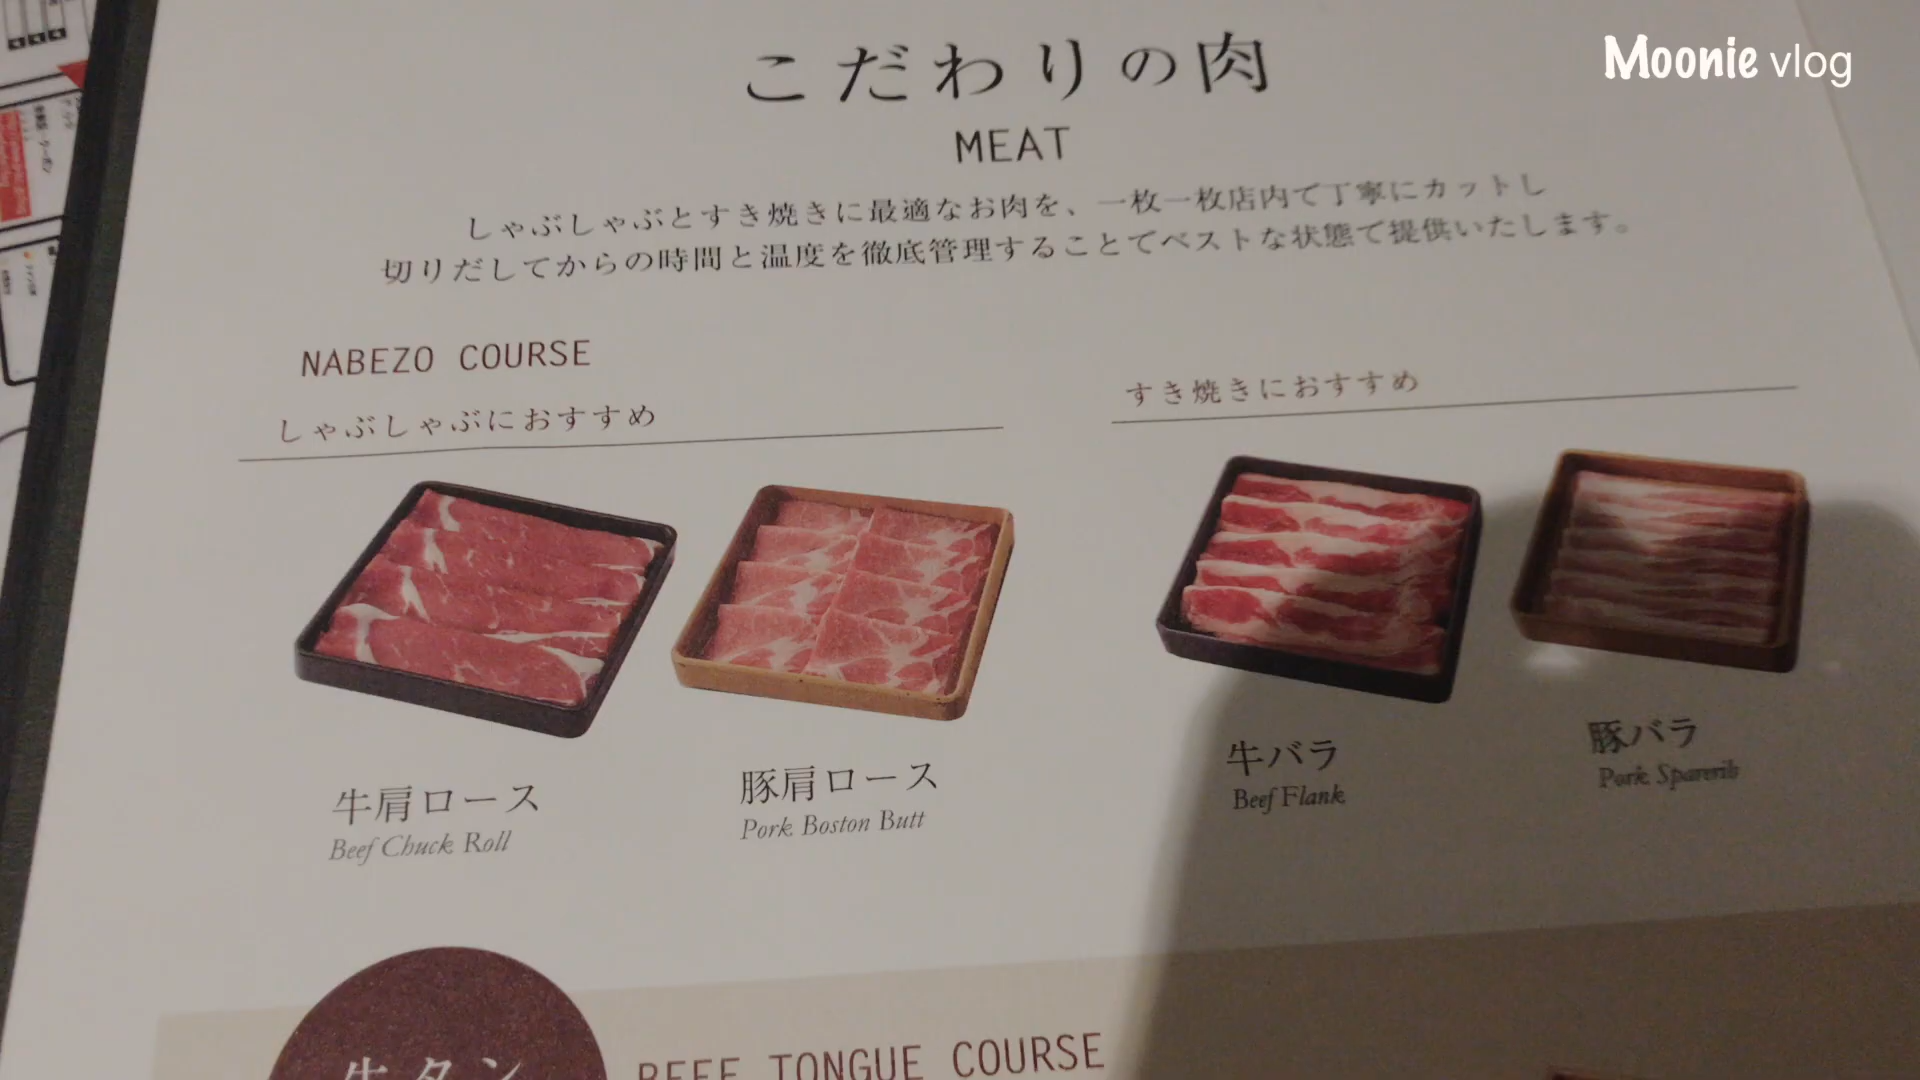 Moonie vlog
こだわりの肉
MEAT
しゃぶしゃぶとすき焼きに最適なお肉を、一枚一枚店内で丁寧にカットし
切りだしてからの時間と温度を徹底管理することでベストな状態で提供いたします。
NABEZO COURSE
しゃぶしゃぶにおすすめ
すき焼きにおすすめ
牛肩ロース
Beef Chuck Roll
豚肩ロース
Pork Boston Butt
牛バラ
Beef Flank
豚バラ
Pork Sparerib
牛タン
BEEF TONGUE COURSE